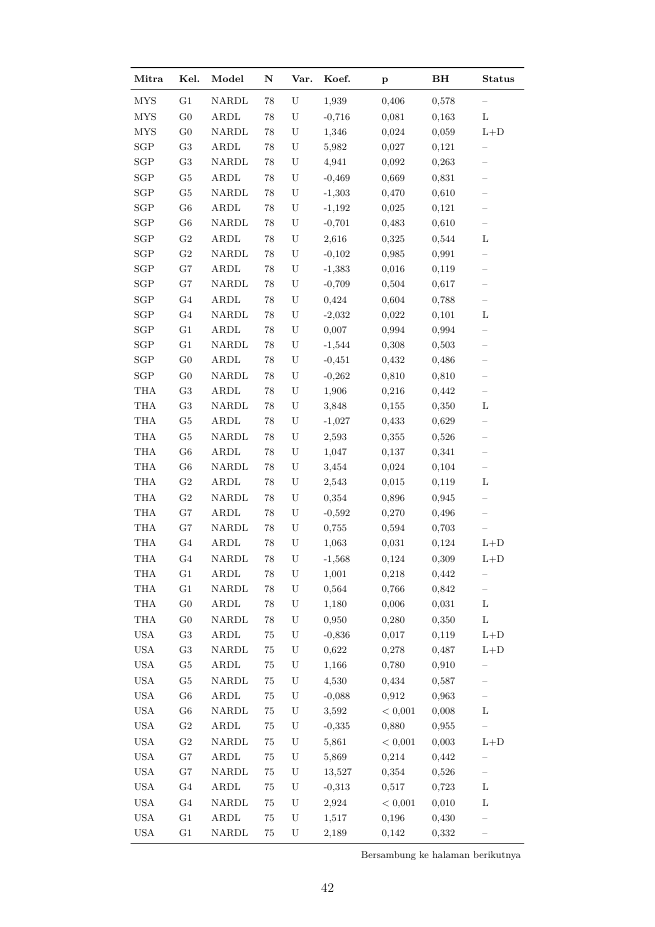 Mitra Kel. Model N Var. Koef. p BH Status
MYS G1 NARDL 78 U 1,939 0,406 0,578 –
MYS G0 ARDL 78 U -0,716 0,081 0,163 L
MYS G0 NARDL 78 U 1,346 0,024 0,059 L+D
SGP G3 ARDL 78 U 5,982 0,027 0,121 –
SGP G3 NARDL 78 U 4,941 0,092 0,263 –
SGP G5 ARDL 78 U -0,469 0,669 0,831 –
SGP G5 NARDL 78 U -1,303 0,470 0,610 –
SGP G6 ARDL 78 U -1,192 0,025 0,121 –
SGP G6 NARDL 78 U -0,701 0,483 0,610 –
SGP G2 ARDL 78 U 2,616 0,325 0,544 L
SGP G2 NARDL 78 U -0,102 0,985 0,991 –
SGP G7 ARDL 78 U -1,383 0,016 0,119 –
SGP G7 NARDL 78 U -0,709 0,504 0,617 –
SGP G4 ARDL 78 U 0,424 0,604 0,788 –
SGP G4 NARDL 78 U -2,032 0,022 0,101 L
SGP G1 ARDL 78 U 0,007 0,994 0,994 –
SGP G1 NARDL 78 U -1,544 0,308 0,503 –
SGP G0 ARDL 78 U -0,451 0,432 0,486 –
SGP G0 NARDL 78 U -0,262 0,810 0,810 –
THA G3 ARDL 78 U 1,906 0,216 0,442 –
THA G3 NARDL 78 U 3,848 0,155 0,350 L
THA G5 ARDL 78 U -1,027 0,433 0,629 –
THA G5 NARDL 78 U 2,593 0,355 0,526 –
THA G6 ARDL 78 U 1,047 0,137 0,341 –
THA G6 NARDL 78 U 3,454 0,024 0,104 –
THA G2 ARDL 78 U 2,543 0,015 0,119 L
THA G2 NARDL 78 U 0,354 0,896 0,945 –
THA G7 ARDL 78 U -0,592 0,270 0,496 –
THA G7 NARDL 78 U 0,755 0,594 0,703 –
THA G4 ARDL 78 U 1,063 0,031 0,124 L+D
THA G4 NARDL 78 U -1,568 0,124 0,309 L+D
THA G1 ARDL 78 U 1,001 0,218 0,442 –
THA G1 NARDL 78 U 0,564 0,766 0,842 –
THA G0 ARDL 78 U 1,180 0,006 0,031 L
THA G0 NARDL 78 U 0,950 0,280 0,350 L
USA G3 ARDL 75 U -0,836 0,017 0,119 L+D
USA G3 NARDL 75 U 0,622 0,278 0,487 L+D
USA G5 ARDL 75 U 1,166 0,780 0,910 –
USA G5 NARDL 75 U 4,530 0,434 0,587 –
USA G6 ARDL 75 U -0,088 0,912 0,963 –
USA G6 NARDL 75 U 3,592 < 0,001 0,008 L
USA G2 ARDL 75 U -0,335 0,880 0,955 –
USA G2 NARDL 75 U 5,861 < 0,001 0,003 L+D
USA G7 ARDL 75 U 5,869 0,214 0,442 –
USA G7 NARDL 75 U 13,527 0,354 0,526 –
USA G4 ARDL 75 U -0,313 0,517 0,723 L
USA G4 NARDL 75 U 2,924 < 0,001 0,010 L
USA G1 ARDL 75 U 1,517 0,196 0,430 –
USA G1 NARDL 75 U 2,189 0,142 0,332 –
Bersambung ke halaman berikutnya
42